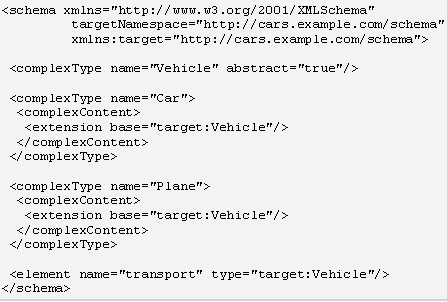 <schema xmlns="http://www.w3.org/2001/XMLSchema"
targetNamespace="http://cars.example.com/schema"
xmlns:target="http://cars.example.com/schema">
<complexType name="Vehicle" abstract="true"/>
<complexType name="Car">
<complexContent>
<extension base="target:Vehicle"/>
</complexContent>
</complexType>
<complexType name="Plane">
<complexContent>
<extension base="target:Vehicle"/>
</complexContent>
</complexType>
<element name="transport" type="target:Vehicle"/>
</schema>